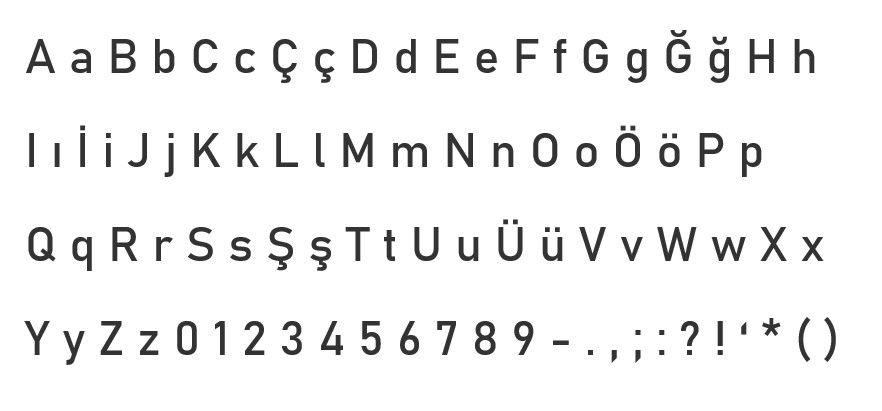 A a B b C c Ç ç D d E e F f G g Ğ ğ H h
I ı İ i J j K k L l M m N n O o Ö ö P p
Q q R r S s Ş ş T t U u Ü ü V v W w X x
Y y Z z 0 1 2 3 4 5 6 7 8 9 - . , ; : ? ! ‘ * ( )